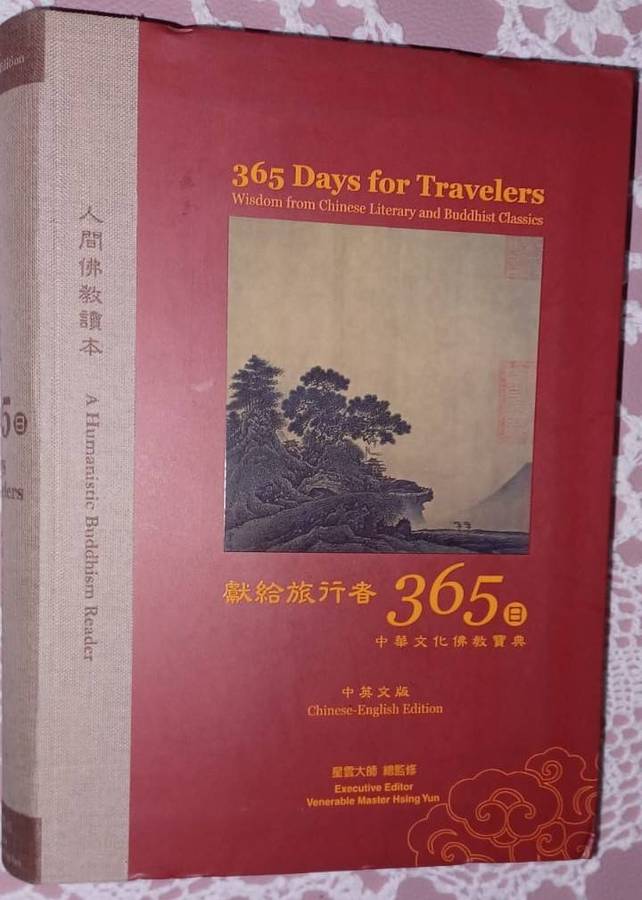 365 Days for Travelers
Wisdom from Chinese Literary and Buddhist Classics
獻給旅行者 365日
中華文化佛教寶典
中英文版
Chinese-English Edition
星雲大師 總監修
Executive Editor
Venerable Master Hsing Yun
人間佛教讀本
A Humanistic Buddhism Reader
5日